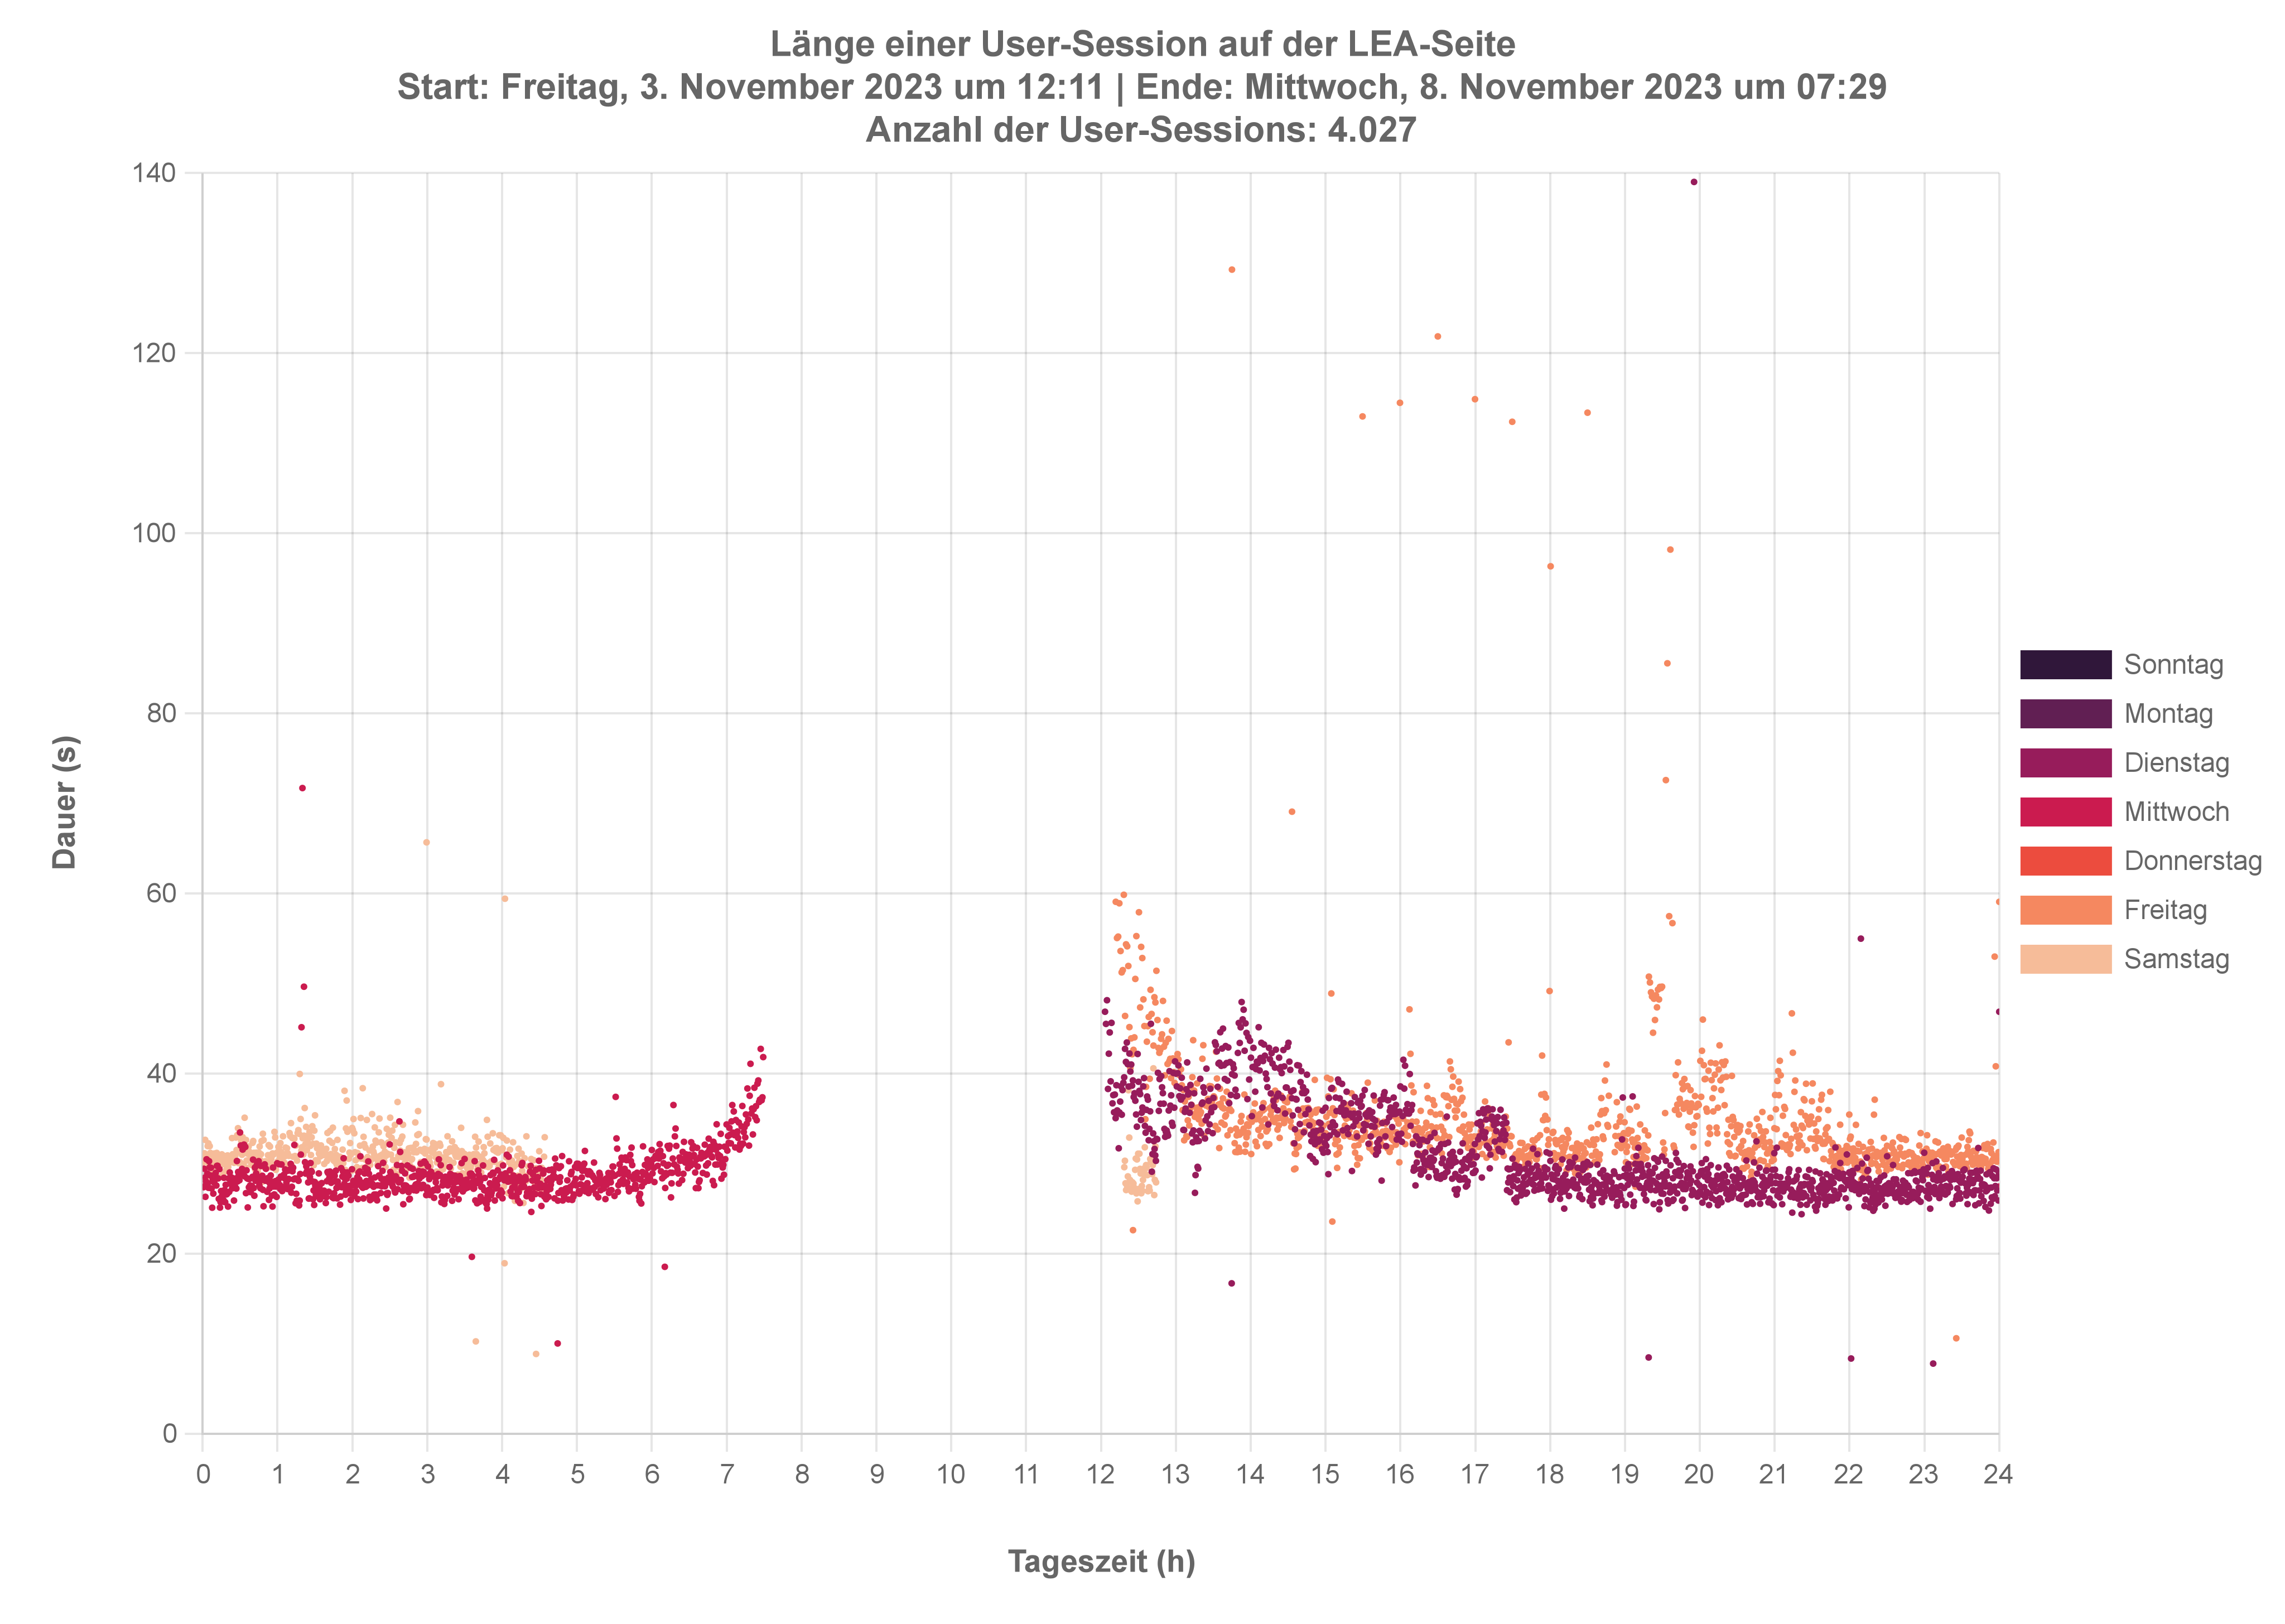 Länge einer User-Session auf der LEA-Seite
Start: Freitag, 3. November 2023 um 12:11 | Ende: Mittwoch, 8. November 2023 um 07:29
Anzahl der User-Sessions: 4.027
140
120
100
80
60
40
20
0
Dauer (s)
0 1 2 3 4 5 6 7 8 9 10 11 12 13 14 15 16 17 18 19 20 21 22 23 24
Tageszeit (h)
Sonntag
Montag
Dienstag
Mittwoch
Donnerstag
Freitag
Samstag